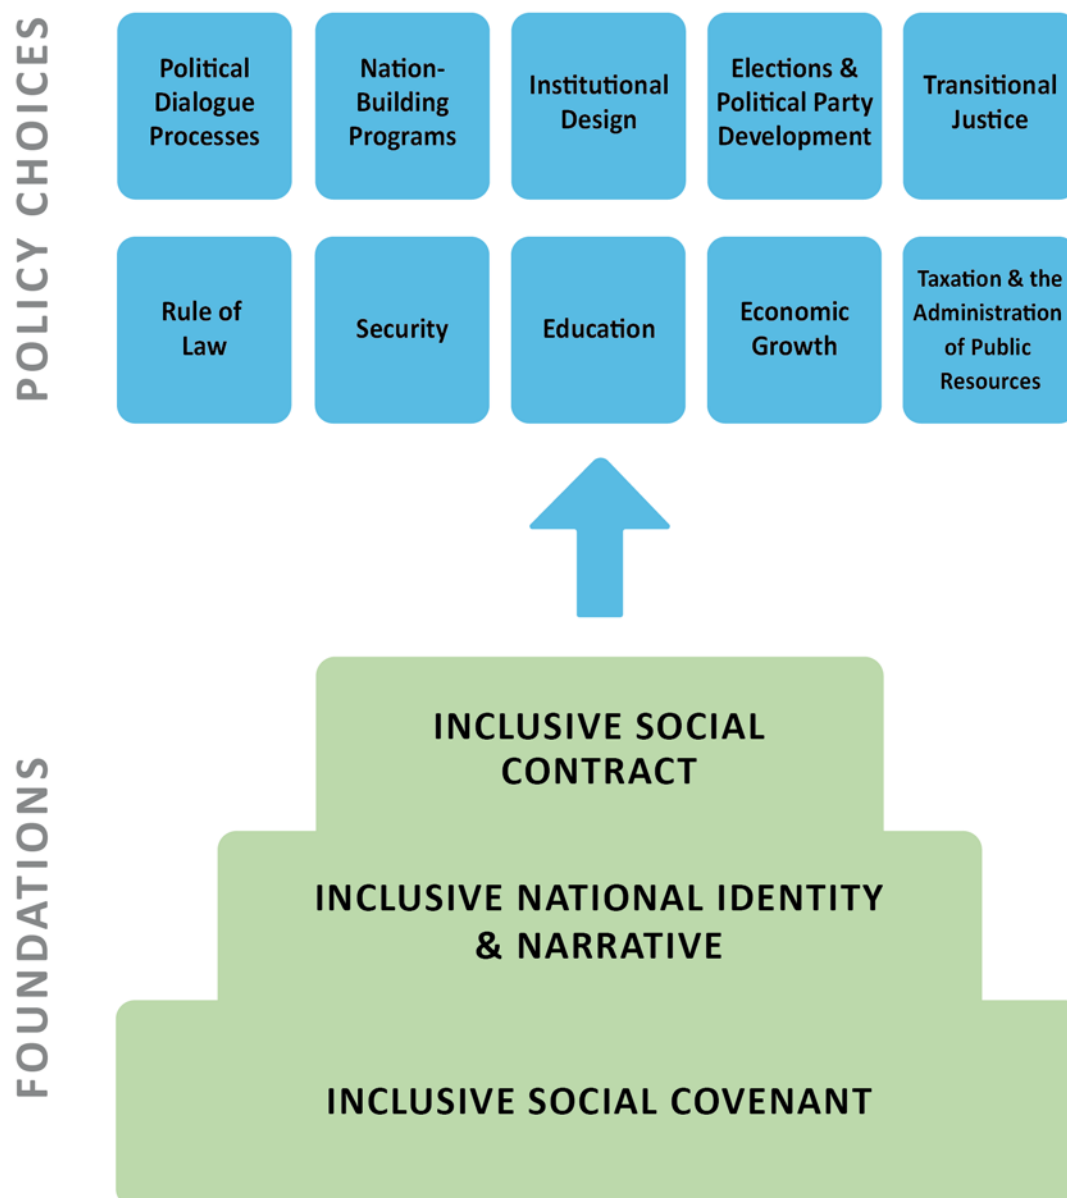 POLICY CHOICES
Political
Dialogue
Processes
Nation-
Building
Programs
Institutional
Design
Elections &
Political Party
Development
Transitional
Justice
Rule of
Law
Security
Education
Economic
Growth
Taxation & the
Administration
of Public
Resources
FOUNDATIONS
INCLUSIVE SOCIAL
CONTRACT
INCLUSIVE NATIONAL IDENTITY
& NARRATIVE
INCLUSIVE SOCIAL COVENANT